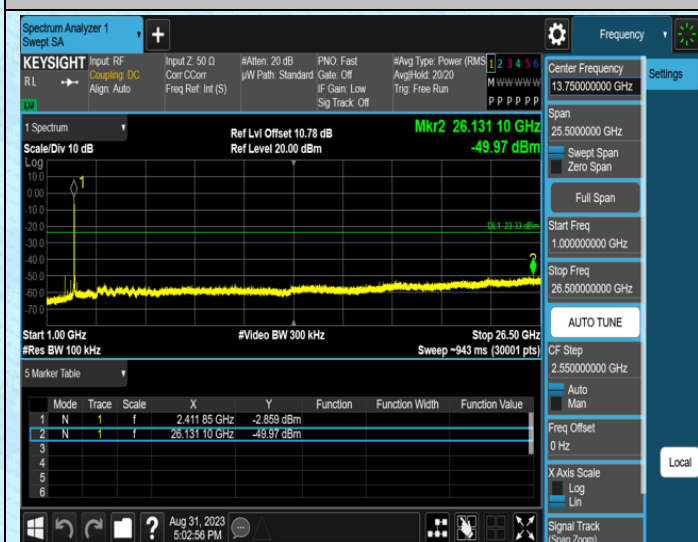 Spectrum Analyzer 1
Swept SA
Frequency
KEYSIGHT
R L
LXI
Input: RF
Coupling: DC
Align: Auto
Input Z: 50 Ω
Corr CCorr
Freq Ref: Int (S)
#Atten: 20 dB
µW Path: Standard
PNO: Fast
Gate: Off
IF Gain: Low
Sig Track: Off
#Avg Type: Power (RMS
Avg|Hold: 20/20
Trig: Free Run
1 2 3 4 5 6
M W W W W W
P P P P P P
1 Spectrum
Scale/Div 10 dB
Ref Lvl Offset 10.78 dB
Ref Level 20.00 dBm
Mkr2 26.131 10 GHz
-49.97 dBm
Log
10.0
0.00
-10.0
-20.0
-30.0
-40.0
-50.0
-60.0
-70.0
1
DL1 -23.33 dBm
2
Start 1.00 GHz
#Video BW 300 kHz
Stop 26.50 GHz
#Res BW 100 kHz
Sweep ~943 ms (30001 pts)
5 Marker Table
Mode Trace Scale X Y Function Function Width Function Value
1 N 1 f 2.411 85 GHz -2.859 dBm
2 N 1 f 26.131 10 GHz -49.97 dBm
3
4
5
6
Aug 31, 2023
5:02:56 PM
Center Frequency
13.750000000 GHz
Span
25.5000000 GHz
Swept Span
Zero Span
Full Span
Start Freq
1.000000000 GHz
Stop Freq
26.500000000 GHz
AUTO TUNE
CF Step
2.550000000 GHz
Auto
Man
Freq Offset
0 Hz
X Axis Scale
Log
Lin
Signal Track
(Span Zoom)
Settings
Local